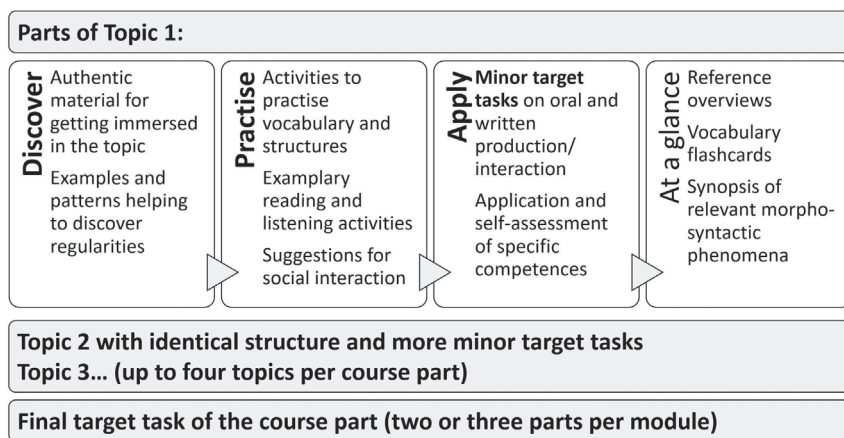 Parts of Topic 1:
Discover
Authentic
material for
getting immersed
in the topic
Examples and
patterns helping
to discover
regularities
Practise
Activities to
practise
vocabulary and
structures
Examplary
reading and
listening activities
Suggestions for
social interaction
Apply
Minor target
tasks on oral and
written
production/
interaction
Application and
self-assessment
of specific
competences
At a glance
Reference
overviews
Vocabulary
flashcards
Synopsis of
relevant morpho-
syntactic
phenomena
Topic 2 with identical structure and more minor target tasks
Topic 3... (up to four topics per course part)
Final target task of the course part (two or three parts per module)